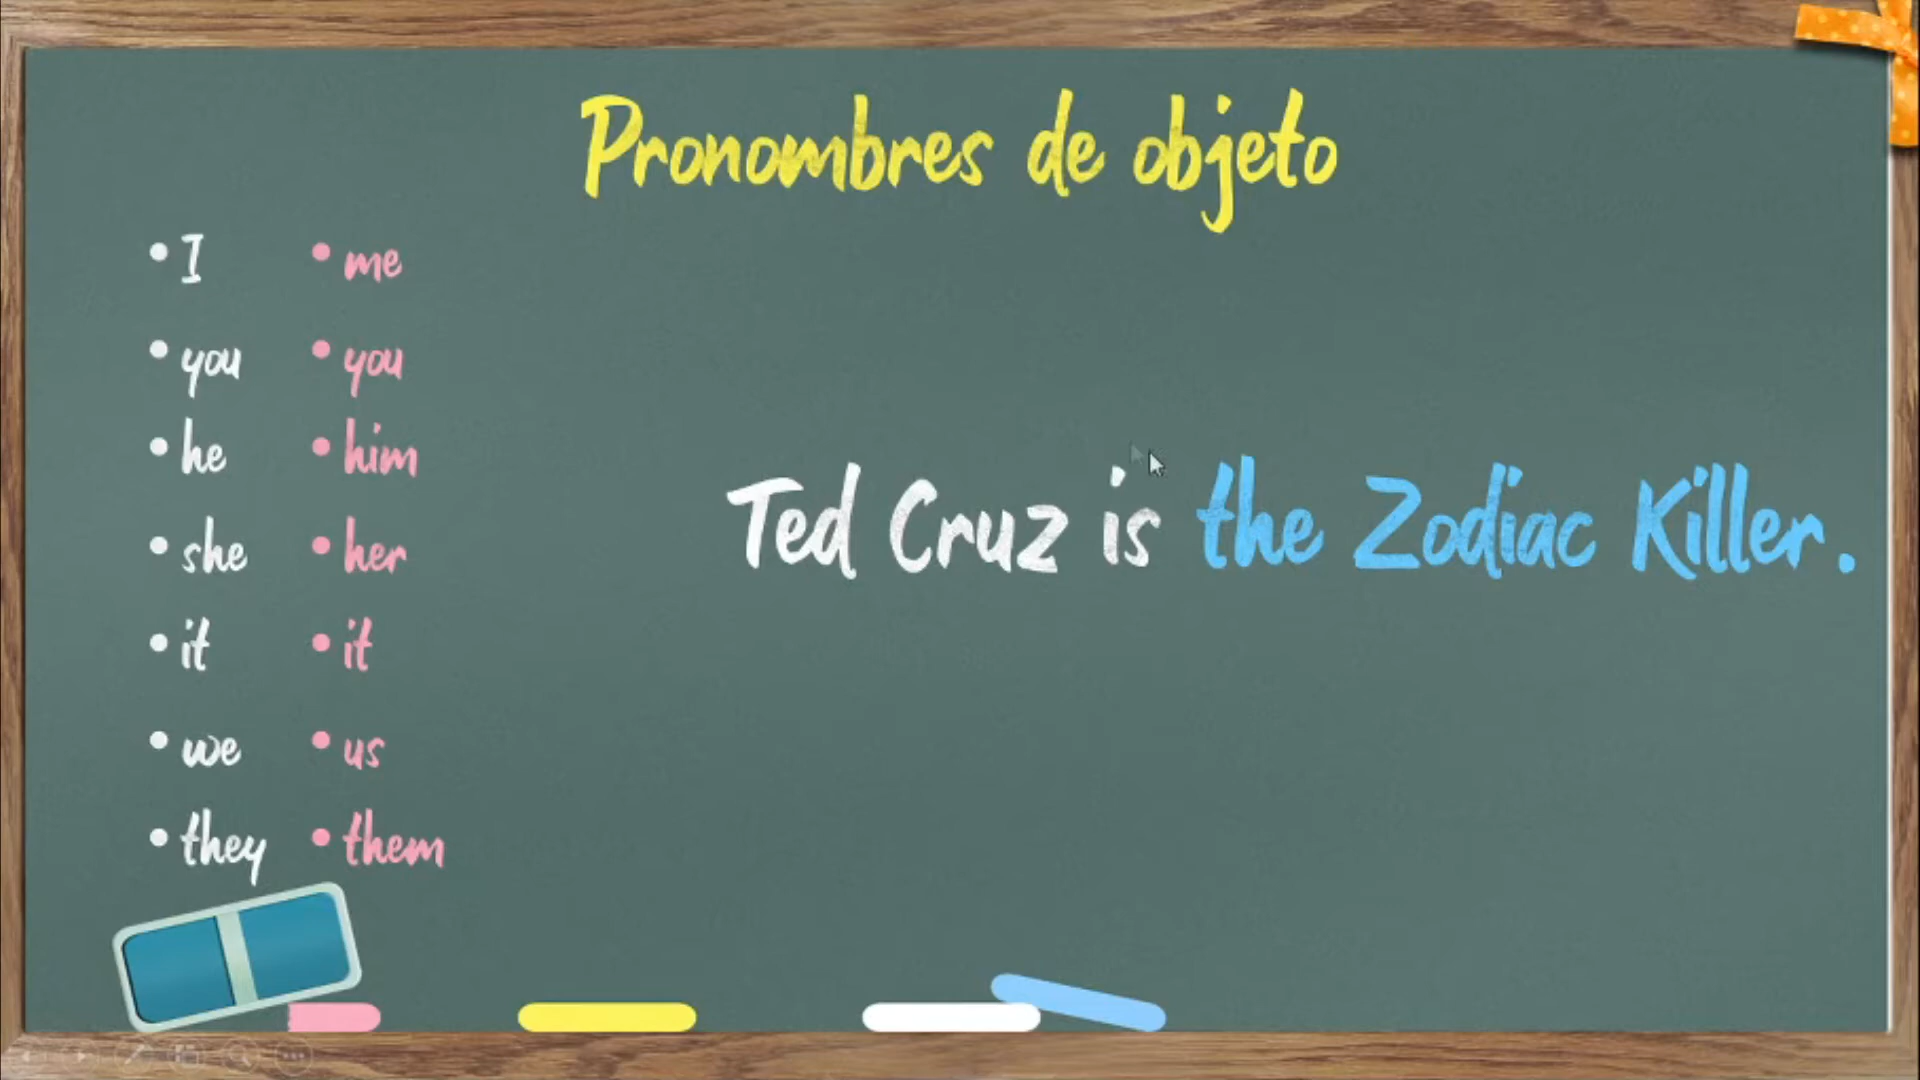 Pronombres de objeto
I
me
you
you
he
him
she
her
it
it
we
us
they
them
Ted Cruz is the Zodiac Killer.